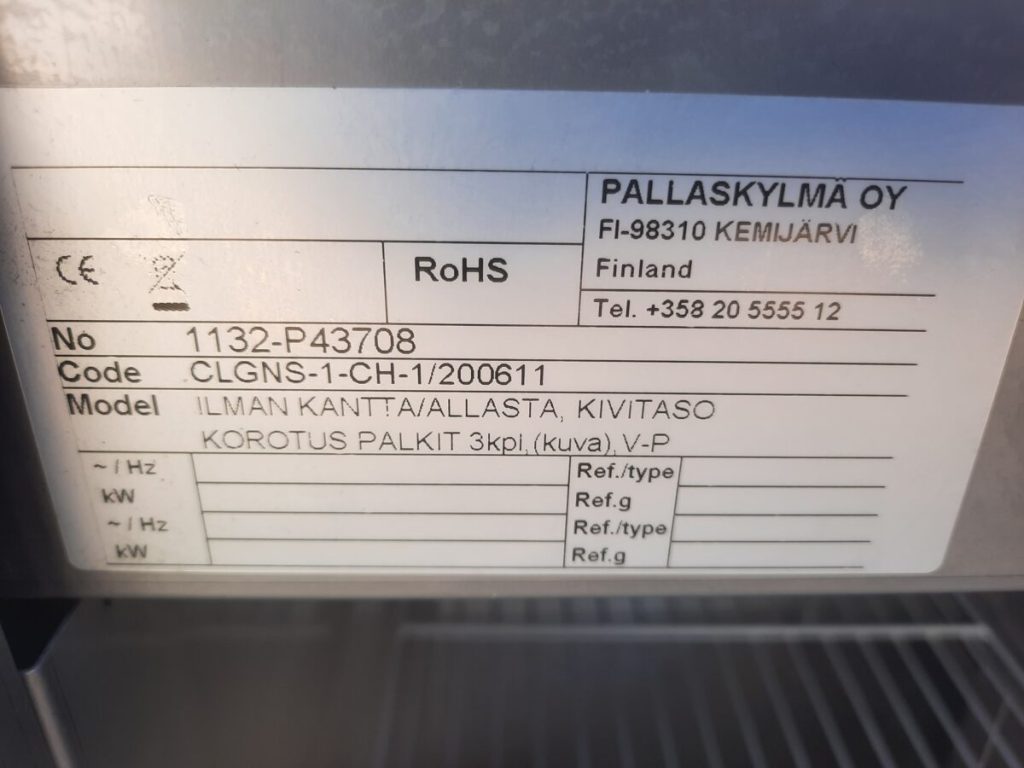 PALLASKYLMÄ OY
FI-98310 KEMIJÄRVI
Finland
Tel. +358 20 5555 12
CE
RoHS
No 1132-P43708
Code CLGNS-1-CH-1/200611
Model ILMAN KANTTA/ALLASTA, KIVITASO
KOROTUS PALKIT 3kpl,(kuva), V-P
~ / Hz Ref./type
kW Ref.g
~ / Hz Ref./type
kW Ref.g